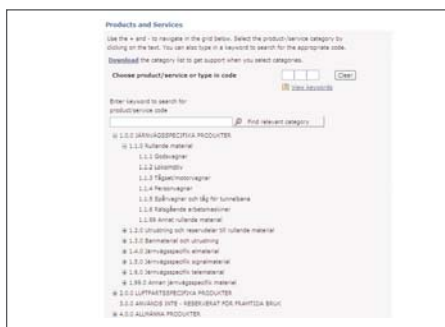 Products and Services
Use the + and - to navigate in the grid below. Select the product-/service category by
clicking on the text. You can also type in a keyword to search for the appropriate code.
Download the category list to get support when you select categories.
Choose product/service or type in code
Clear
View keywords
Enter keyword to search for
product/service code
Find relevant category
1.0.0 JÄRNVÄGSSPECIFIKA PRODUKTER
1.1.0 Rullande material
1.1.1 Godsvagnar
1.1.2 Lokomotiv
1.1.3 Tågsat/motorvagnar
1.1.4 Personvagnar
1.1.5 Spårvagnar och tåg för tunnelbana
1.1.6 Rälsgående arbetsmaskiner
1.1.99 Annat rullande material
1.2.0 Utrustning och reservdelar till rullande material
1.3.0 Banmaterial och utrustning
1.4.0 Järnvägsspecifik elmateriel
1.5.0 Järnvägsspecifik signalmateriel
1.6.0 Järnvägsspecifik telemateriel
1.99.0 Annan järnvägsspecifik materiel
2.0.0 LUFTFARTSSPECIFIKA PRODUKTER
3.0.0 ANVÄNDS INTE - RESERVERAT FÖR FRAMTIDA BRUK
4.0.0 ALLMÄNNA PRODUKTER